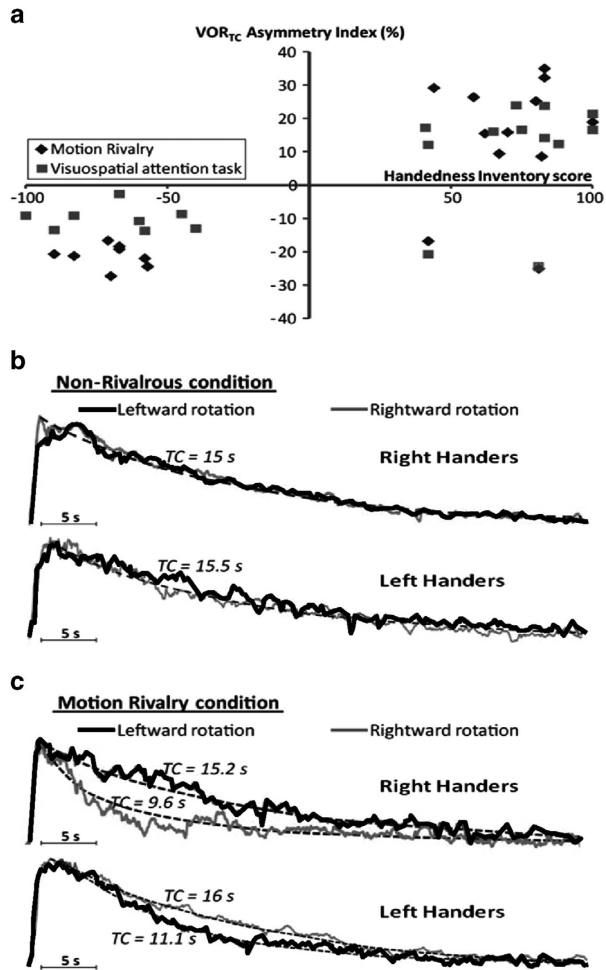 a
VOR_TC Asymmetry Index (%)
40
30
20
10
0
-10
-20
-30
-40
Motion Rivalry
Visuospatial attention task
Handedness Inventory score
-100
-50
50
100
b
Non-Rivalrous condition
Leftward rotation
Rightward rotation
TC = 15 s
Right Handers
5 s
TC = 15.5 s
Left Handers
5 s
c
Motion Rivalry condition
Leftward rotation
Rightward rotation
TC = 15.2 s
TC = 9.6 s
Right Handers
5 s
TC = 16 s
Left Handers
TC = 11.1 s
5 s